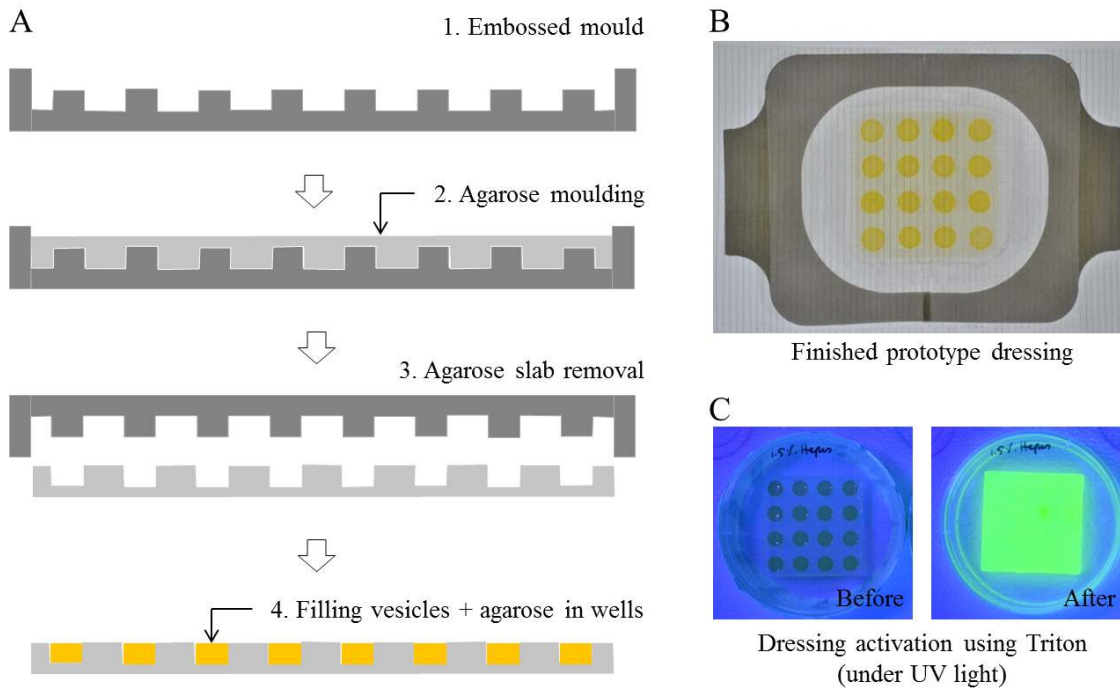 A
1. Embossed mould
2. Agarose moulding
3. Agarose slab removal
4. Filling vesicles + agarose in wells
B
Finished prototype dressing
C
1.5% Hepes
Before
1.5% Hepes
After
Dressing activation using Triton
(under UV light)